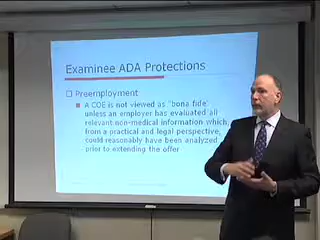 Examinee ADA Protections
Preemployment
A COE is not viewed as "bona fide"
unless an employer has evaluated all
relevant non-medical information which,
from a practical and legal perspective,
could reasonably have been analyzed
prior to extending the offer